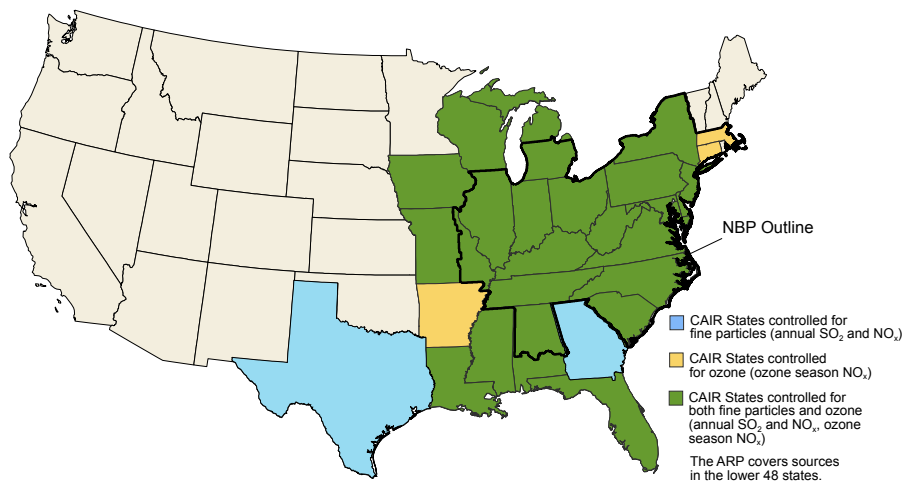 NBP Outline
CAIR States controlled for
fine particles (annual SO₂ and NOₓ)
CAIR States controlled
for ozone (ozone season NOₓ)
CAIR States controlled for
both fine particles and ozone
(annual SO₂ and NOₓ, ozone
season NOₓ)
The ARP covers sources
in the lower 48 states.